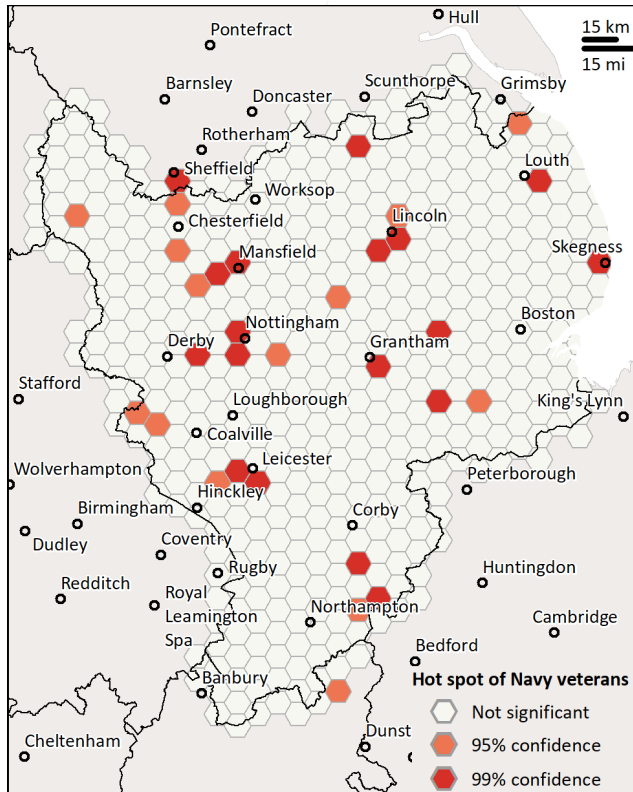 Hull
15 km
15 mi
Pontefract
Barnsley
Scunthorpe
Grimsby
Doncaster
Rotherham
Sheffield
Louth
Worksop
Chesterfield
Lincoln
Mansfield
Skegness
Nottingham
Boston
Derby
Grantham
Stafford
Loughborough
King's Lynn
Coalville
Wolverhampton
Leicester
Peterborough
Hinckley
Birmingham
Corby
Dudley
Coventry
Rugby
Huntingdon
Redditch
Royal
Leamington
Spa
Northampton
Cambridge
Bedford
Banbury
Hot spot of Navy veterans
Not significant
Dunst
95% confidence
Cheltenham
99% confidence